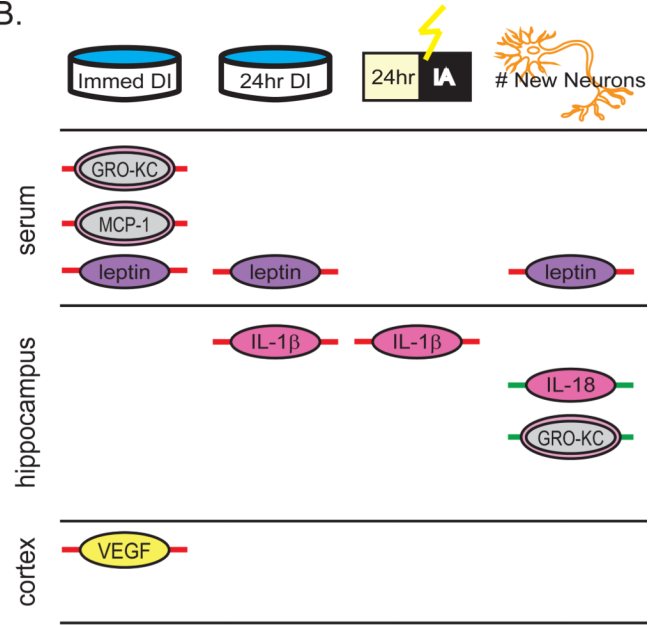 B.
Immed DI
24hr DI
24hr IA
# New Neurons
serum
GRO-KC
MCP-1
leptin
leptin
leptin
hippocampus
IL-1β
IL-1β
IL-18
GRO-KC
cortex
VEGF